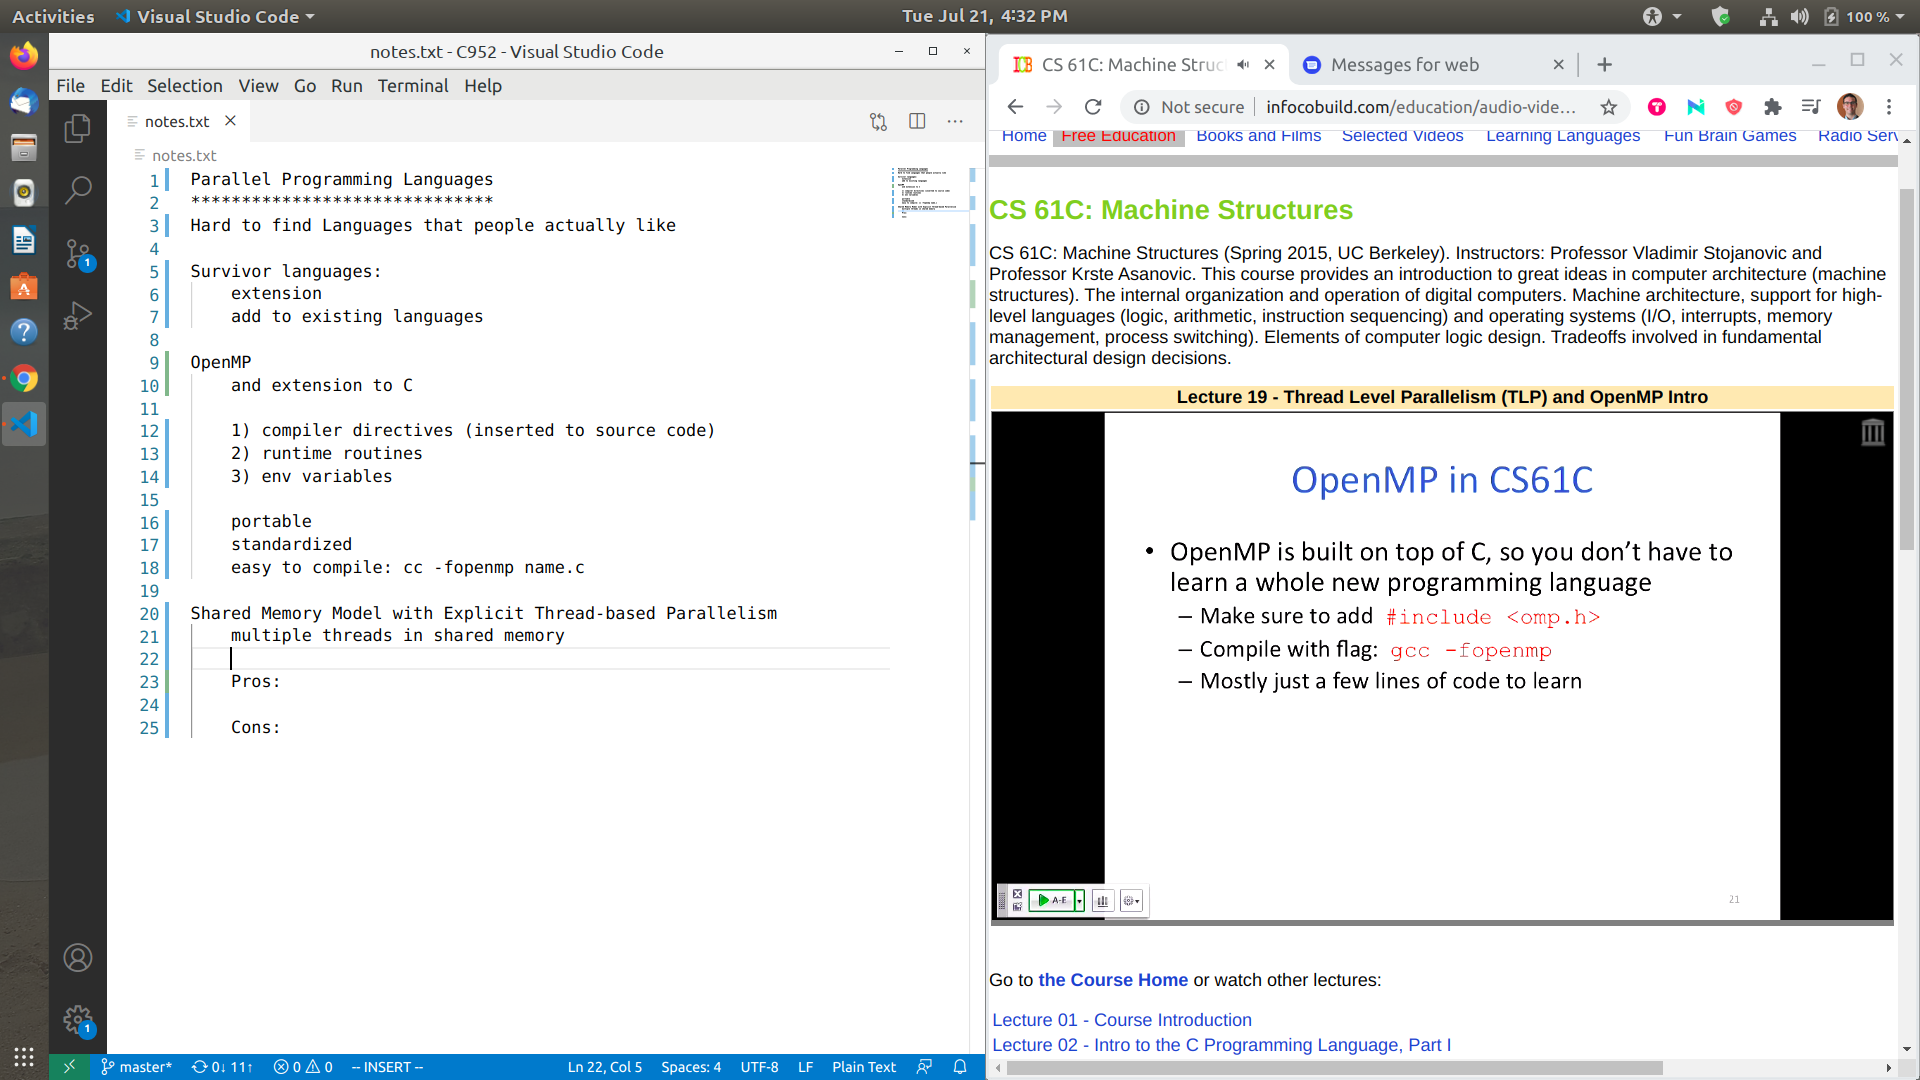 Activities
Visual Studio Code
Tue Jul 21, 4:32 PM
100 %
notes.txt - C952 - Visual Studio Code
File Edit Selection View Go Run Terminal Help
notes.txt
notes.txt
1 Parallel Programming Languages
2 ******************************
3 Hard to find Languages that people actually like
4
5 Survivor languages:
6 extension
7 add to existing languages
8
9 OpenMP
10 and extension to C
11
12 1) compiler directives (inserted to source code)
13 2) runtime routines
14 3) env variables
15
16 portable
17 standardized
18 easy to compile: cc -fopenmp name.c
19
20 Shared Memory Model with Explicit Thread-based Parallelism
21 multiple threads in shared memory
22
23 Pros:
24
25 Cons:
1
1
master* 0↓ 11↑ 0 0 -- INSERT --
Ln 22, Col 5 Spaces: 4 UTF-8 LF Plain Text
CS 61C: Machine Struc
Messages for web
Not secure infocobuild.com/education/audio-vide...
Home Free Education Books and Films Selected Videos Learning Languages Fun Brain Games Radio Serv
CS 61C: Machine Structures
CS 61C: Machine Structures (Spring 2015, UC Berkeley). Instructors: Professor Vladimir Stojanovic and
Professor Krste Asanovic. This course provides an introduction to great ideas in computer architecture (machine
structures). The internal organization and operation of digital computers. Machine architecture, support for high-
level languages (logic, arithmetic, instruction sequencing) and operating systems (I/O, interrupts, memory
management, process switching). Elements of computer logic design. Tradeoffs involved in fundamental
architectural design decisions.
Lecture 19 - Thread Level Parallelism (TLP) and OpenMP Intro
OpenMP in CS61C
• OpenMP is built on top of C, so you don't have to
learn a whole new programming language
– Make sure to add #include <omp.h>
– Compile with flag: gcc -fopenmp
– Mostly just a few lines of code to learn
A-E
21
Go to the Course Home or watch other lectures:
Lecture 01 - Course Introduction
Lecture 02 - Intro to the C Programming Language, Part I